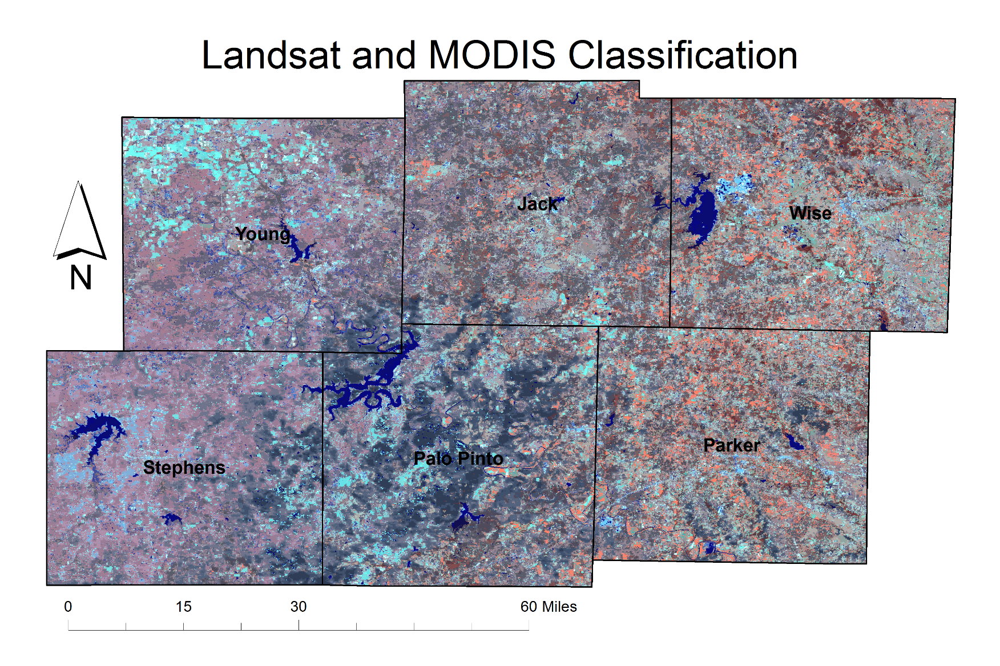 Landsat and MODIS Classification
Jack
Wise
Young
N
Palo Pinto
Parker
Stephens
0 15 30 60 Miles